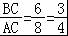 BC/AC = 6/8 = 3/4